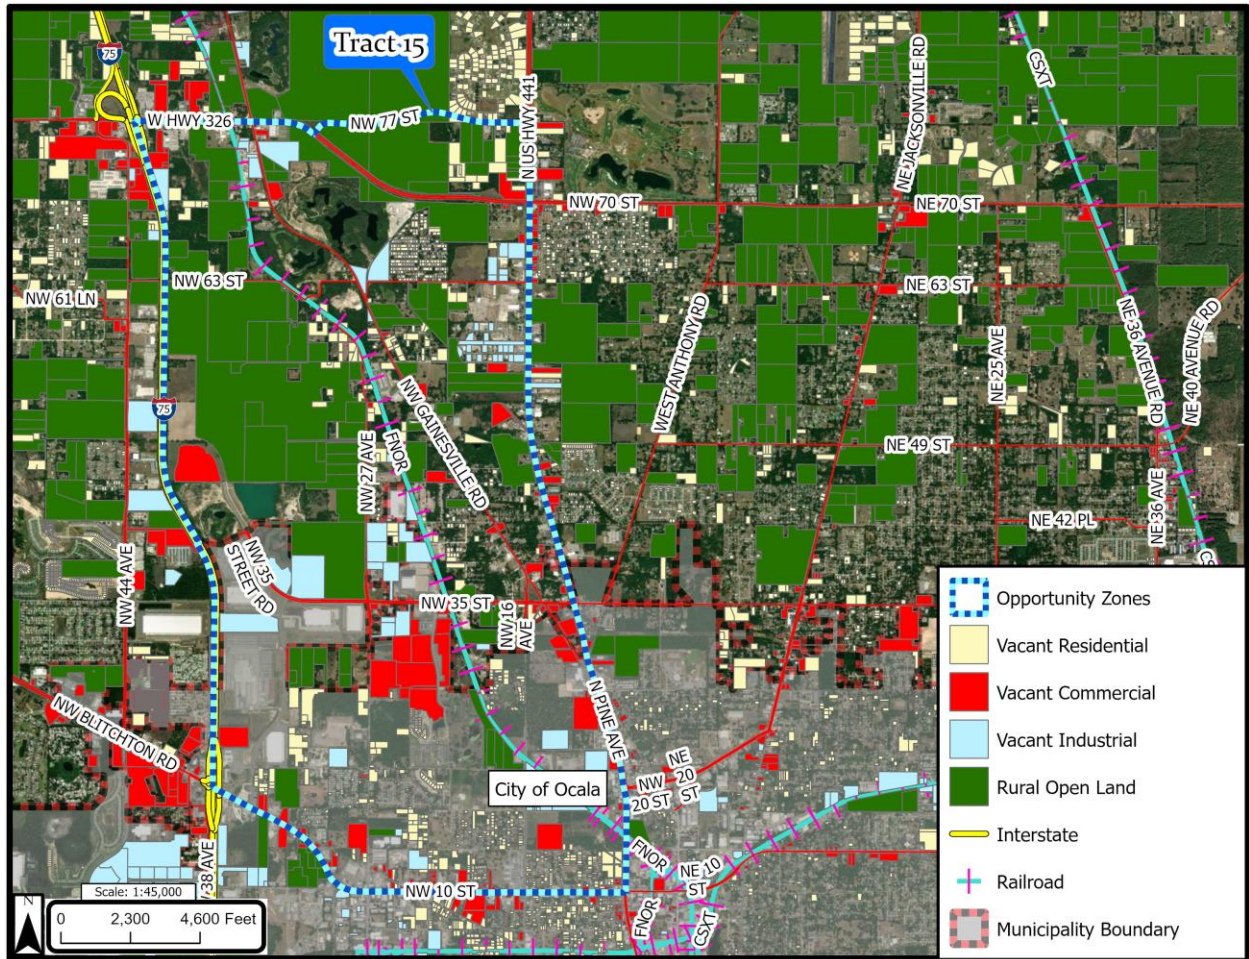 Tract 15
75
W HWY 326
NW 77 ST
N US HWY 441
NE JACKSONVILLE RD
CSXT
NW 70 ST
NE 70 ST
NW 63 ST
NW 61 LN
NE 63 ST
WEST ANTHONY RD
NE 25 AVE
NE 36 AVENUE RD
NE 40 AVENUE RD
75
NW GAINESVILLE RD
NW 27 AVE
FNOR
NE 49 ST
NE 36 AVE
NE 42 PL
NW 44 AVE
NW 35
STREET RD
NW 35 ST
NW 16
AVE
N PINE AVE
NW BLITCHTON RD
NE
20
ST
NW
20 ST
City of Ocala
FNOR
NE 10
ST
NW 10 ST
38 AVE
FNOR
CSXT
Scale: 1:45,000
N
0 2,300 4,600 Feet
Opportunity Zones
Vacant Residential
Vacant Commercial
Vacant Industrial
Rural Open Land
Interstate
Railroad
Municipality Boundary